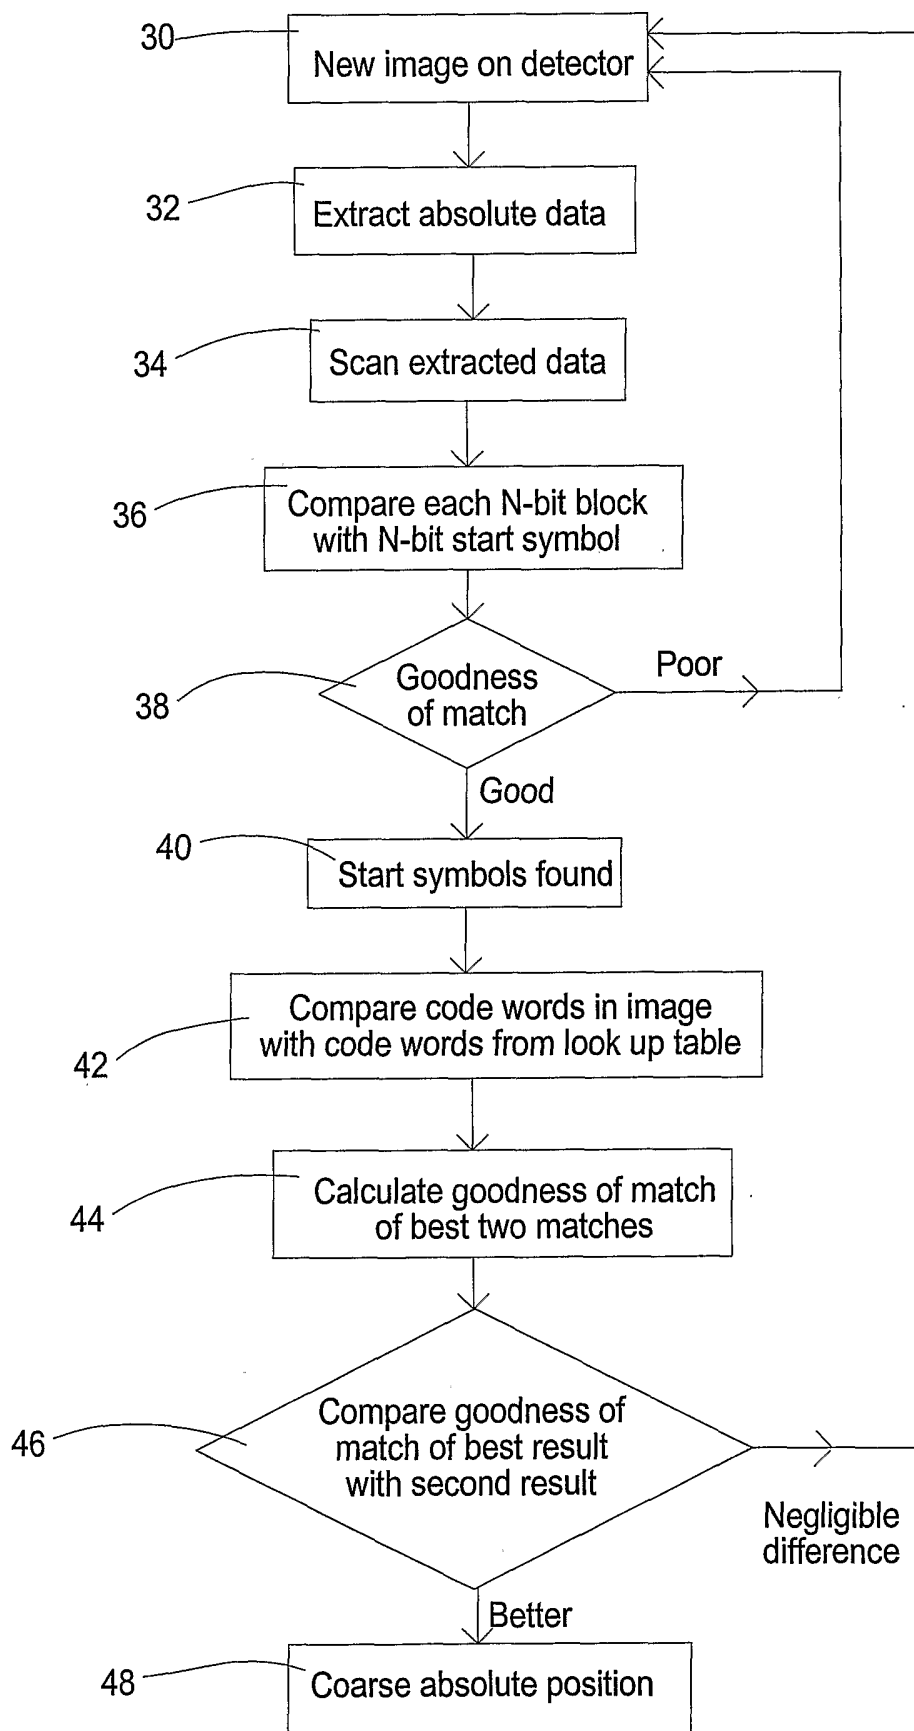 30
New image on detector
32
Extract absolute data
34
Scan extracted data
36
Compare each N-bit block
with N-bit start symbol
38
Goodness
of match
Poor
Good
40
Start symbols found
42
Compare code words in image
with code words from look up table
44
Calculate goodness of match
of best two matches
46
Compare goodness of
match of best result
with second result
Negligible
difference
Better
48
Coarse absolute position